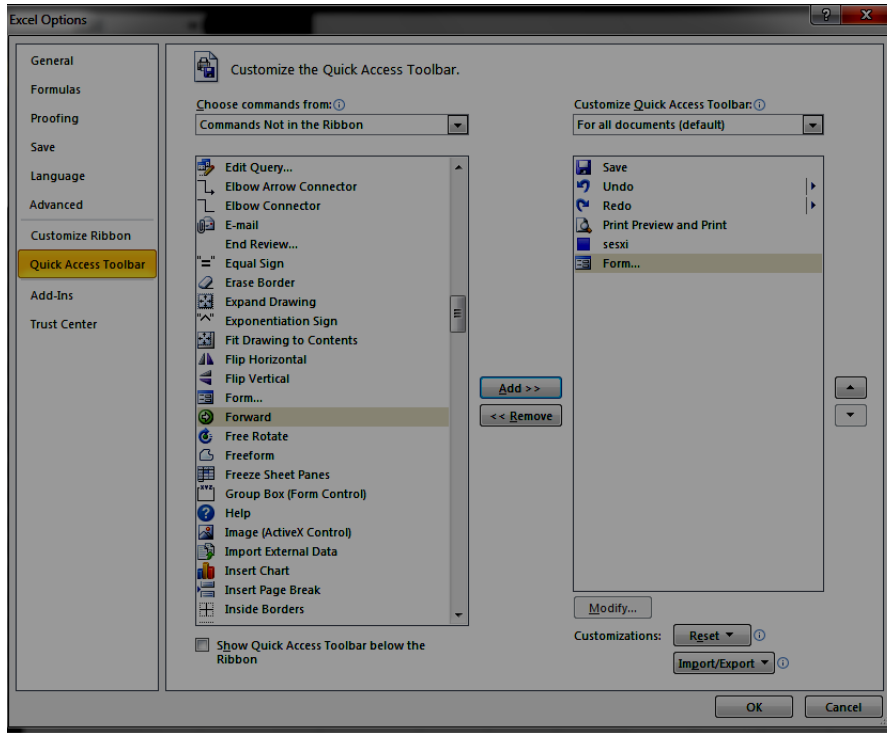 Excel Options
?
X
General
Formulas
Proofing
Save
Language
Advanced
Customize Ribbon
Quick Access Toolbar
Add-Ins
Trust Center
Customize the Quick Access Toolbar.
Choose commands from:
Commands Not in the Ribbon
Edit Query...
Elbow Arrow Connector
Elbow Connector
E-mail
End Review...
"=" Equal Sign
Erase Border
Expand Drawing
"^" Exponentiation Sign
Fit Drawing to Contents
Flip Horizontal
Flip Vertical
Form...
Forward
Free Rotate
Freeform
Freeze Sheet Panes
XYZ Group Box (Form Control)
Help
Image (ActiveX Control)
Import External Data
Insert Chart
Insert Page Break
Inside Borders
Show Quick Access Toolbar below the
Ribbon
Add >>
<< Remove
Customize Quick Access Toolbar:
For all documents (default)
Save
Undo
Redo
Print Preview and Print
sesxi
Form...
Modify...
Customizations:
Reset
Import/Export
OK
Cancel